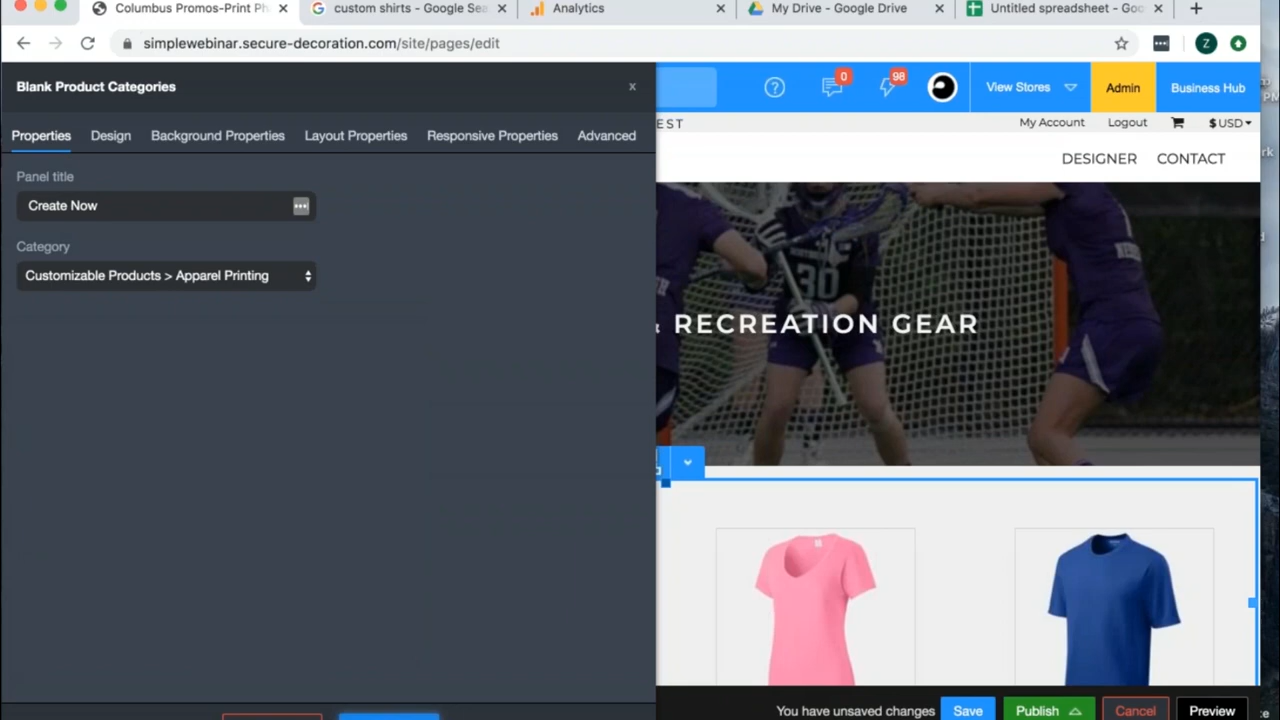 Columbus Promos-Print Ph
custom shirts - Google Sea
Analytics
My Drive - Google Drive
Untitled spreadsheet - Goo
simplewebinar.secure-decoration.com/site/pages/edit
Z
Blank Product Categories
x
0
98
View Stores
Admin
Business Hub
EST
My Account
Logout
$ USD
Properties
Design
Background Properties
Layout Properties
Responsive Properties
Advanced
DESIGNER
CONTACT
Panel title
Create Now
Category
Customizable Products > Apparel Printing
30
& RECREATION GEAR
You have unsaved changes
Save
Publish
Cancel
Preview